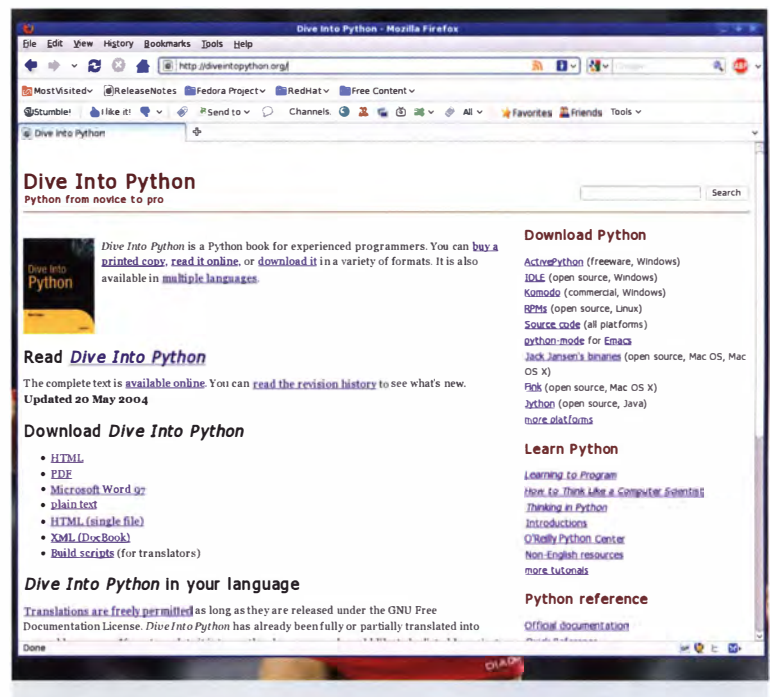 Dive Into Python - Mozilla Firefox
File Edit View History Bookmarks Tools Help
http://diveintopython.org/
ABP
MostVisited ReleaseNotes Fedora Project RedHat Free Content
Stumble! I like it! Send to Channels: All Favorites Friends Tools
Dive Into Python
Dive Into Python
Python from novice to pro
Search
Dive Into Python
Dive Into Python is a Python book for experienced programmers. You can buy a
printed copy, read it online, or download it in a variety of formats. It is also
available in multiple languages.
Read Dive Into Python
The complete text is available online. You can read the revision history to see what's new.
Updated 20 May 2004
Download Dive Into Python
• HTML
• PDF
• Microsoft Word 97
• plain text
• HTML (single file)
• XML (DocBook)
• Build scripts (for translators)
Dive Into Python in your language
Translations are freely permitted as long as they are released under the GNU Free
Documentation License. Dive Into Python has already been fully or partially translated into
Download Python
ActivePython (freeware, Windows)
IDLE (open source, Windows)
Komodo (commercial, Windows)
RPMs (open source, Linux)
Source code (all platforms)
python-mode for Emacs
Jack Jansen's binaries (open source, Mac OS, Mac
OS X)
Fink (open source, Mac OS X)
Jython (open source, Java)
more platforms
Learn Python
Learning to Program
How to Think Like a Computer Scientist
Thinking in Python
Introductions
O'Reilly Python Center
Non-English resources
more tutorials
Python reference
Official documentation
Quick Reference
Done